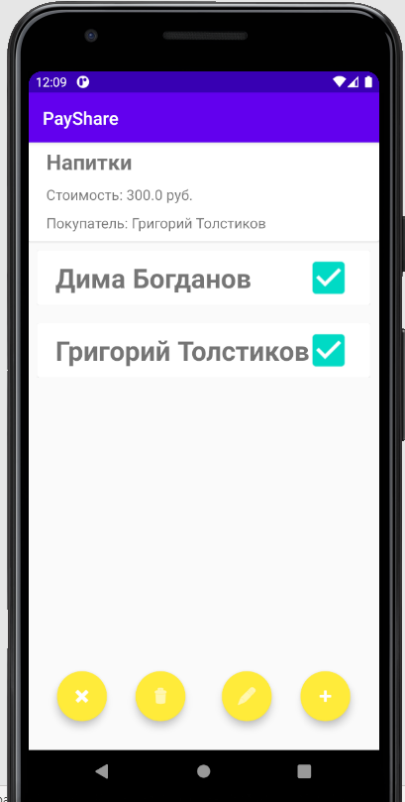 12:09
PayShare
Напитки
Стоимость: 300.0 руб.
Покупатель: Григорий Толстиков
Дима Богданов
Григорий Толстиков